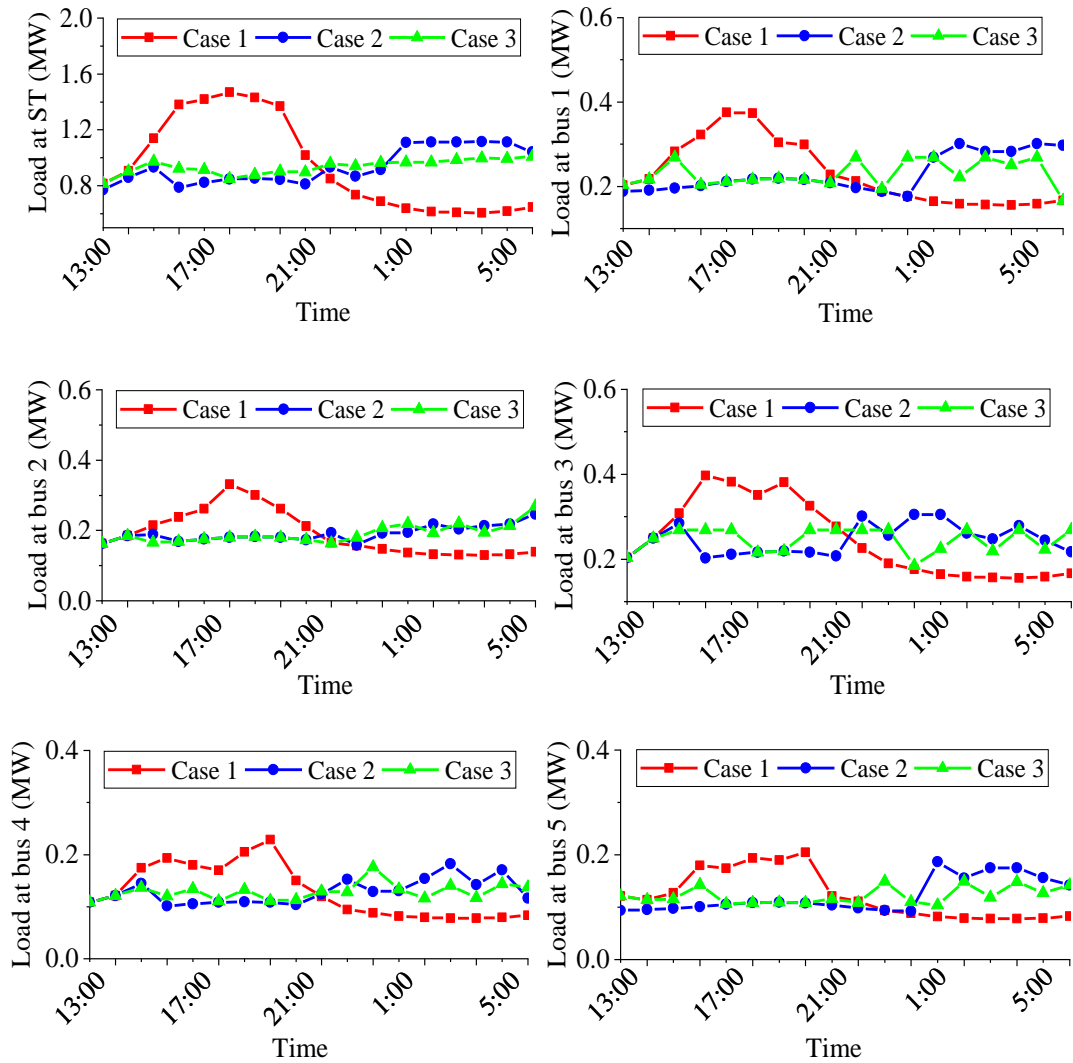 Load at ST (MW)
2.0
1.6
1.2
0.8
Case 1 Case 2 Case 3
13:00 17:00 21:00 1:00 5:00
Time
Load at bus 1 (MW)
0.6
0.4
0.2
Case 1 Case 2 Case 3
13:00 17:00 21:00 1:00 5:00
Time
Load at bus 2 (MW)
0.6
0.4
0.2
0.0
Case 1 Case 2 Case 3
13:00 17:00 21:00 1:00 5:00
Time
Load at bus 3 (MW)
0.6
0.4
0.2
Case 1 Case 2 Case 3
13:00 17:00 21:00 1:00 5:00
Time
Load at bus 4 (MW)
0.4
0.2
0.0
Case 1 Case 2 Case 3
13:00 17:00 21:00 1:00 5:00
Time
Load at bus 5 (MW)
0.4
0.2
0.0
Case 1 Case 2 Case 3
13:00 17:00 21:00 1:00 5:00
Time